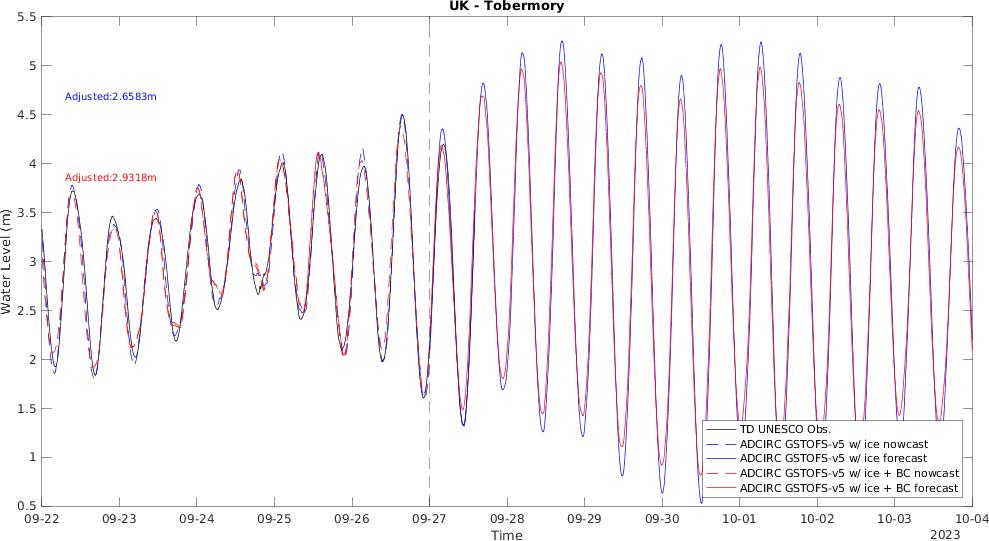 UK - Tobermory
5.5
5
4.5
4
3.5
3
2.5
2
1.5
1
0.5
Water Level (m)
Adjusted:2.6583m
Adjusted:2.9318m
TD UNESCO Obs.
ADCIRC GSTOFS-v5 w/ ice nowcast
ADCIRC GSTOFS-v5 w/ ice forecast
ADCIRC GSTOFS-v5 w/ ice + BC nowcast
ADCIRC GSTOFS-v5 w/ ice + BC forecast
09-22 09-23 09-24 09-25 09-26 09-27 09-28 09-29 09-30 10-01 10-02 10-03 10-04
Time
2023